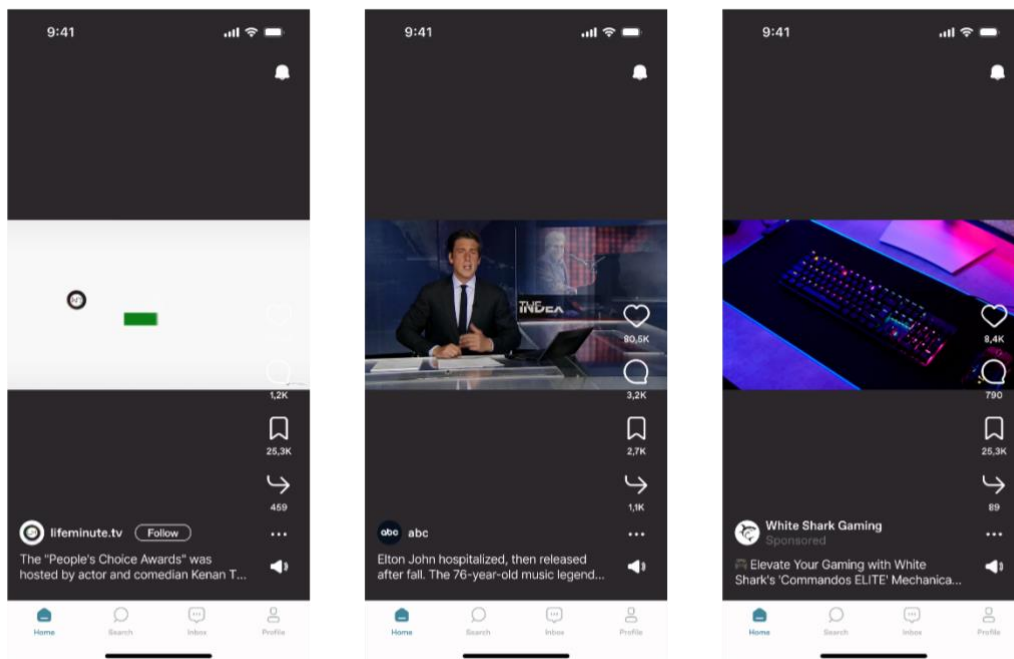 9:41
1,2K
25,3K
459
lifeminute.tv
Follow
The "People's Choice Awards" was
hosted by actor and comedian Kenan T...
Home
Search
Inbox
Profile
9:41
THE
INDEX
80,5K
3,2K
2,7K
1,1K
abc
abc
Elton John hospitalized, then released
after fall. The 76-year-old music legend...
Home
Search
Inbox
Profile
9:41
8,4K
790
25,3K
89
White Shark Gaming
Sponsored
Elevate Your Gaming with White
Shark's 'Commandos ELITE' Mechanica...
Home
Search
Inbox
Profile